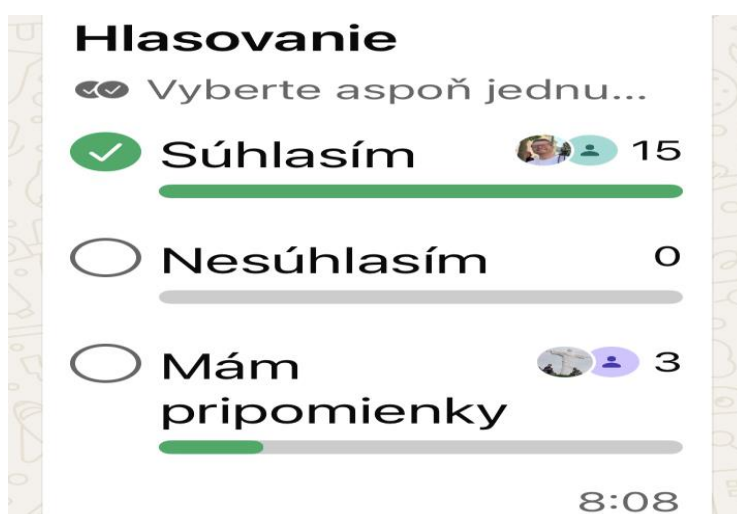 Hlasovanie
Vyberte aspoň jednu...
Súhlasím 15
Nesúhlasím 0
Mám 3
pripomienky
8:08